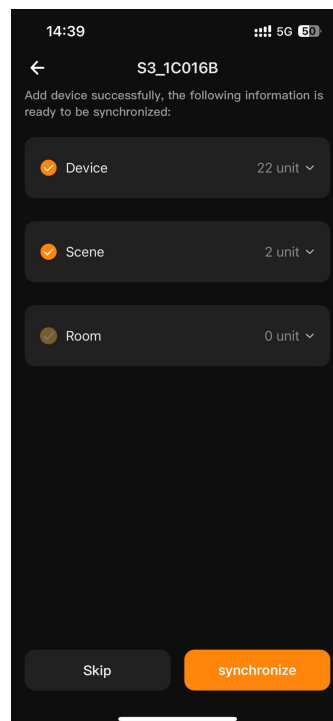 14:39 5G 50
S3_1C016B
Add device successfully, the following information is
ready to be synchronized:
Device 22 unit
Scene 2 unit
Room 0 unit
Skip synchronize